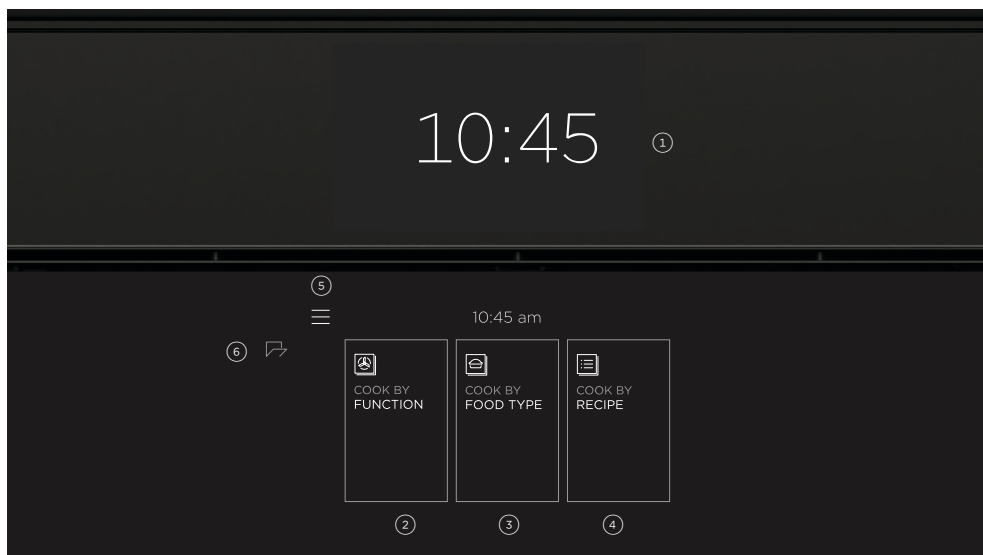 10:45
1
5
10:45 am
6
COOK BY
FUNCTION
COOK BY
FOOD TYPE
COOK BY
RECIPE
2
3
4